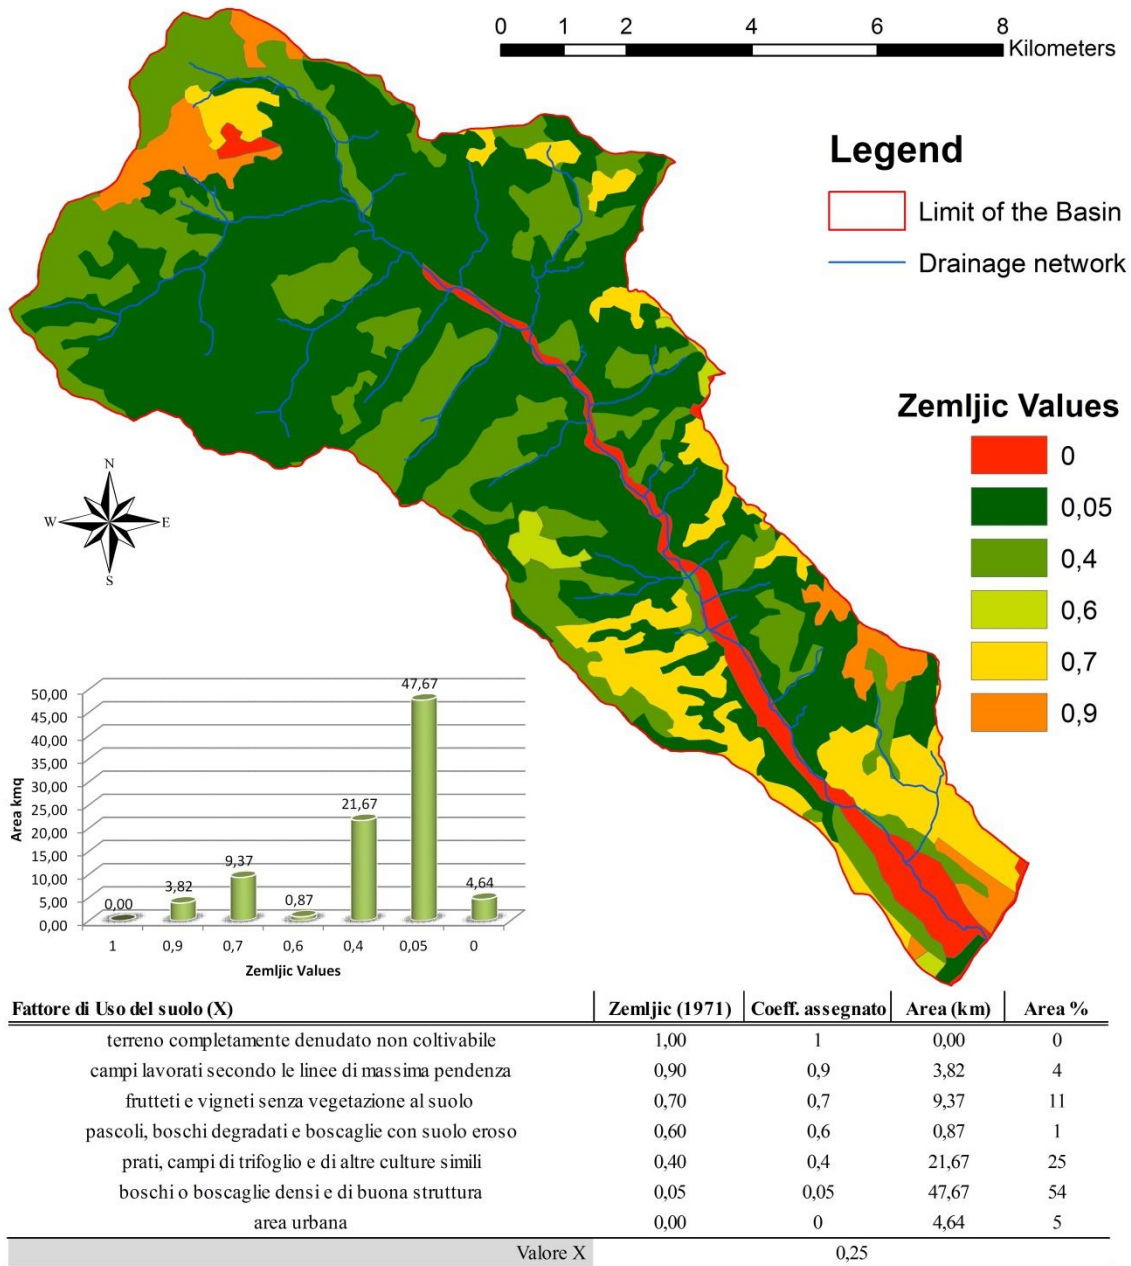 0 1 2 4 6 8
Kilometers
Legend
Limit of the Basin
Drainage network
Zemljic Values
0
0,05
0,4
0,6
0,7
0,9
N
W E
S
50,00
45,00
40,00
35,00
30,00
25,00
20,00
15,00
10,00
5,00
0,00
Area kmq
0,00
3,82
9,37
0,87
21,67
47,67
4,64
1 0,9 0,7 0,6 0,4 0,05 0
Zemljic Values
Fattore di Uso del suolo (X) Zemljic (1971) Coeff. assegnato Area (km) Area %
terreno completamente denudato non coltivabile 1,00 1 0,00 0
campi lavorati secondo le linee di massima pendenza 0,90 0,9 3,82 4
frutteti e vigneti senza vegetazione al suolo 0,70 0,7 9,37 11
pascoli, boschi degradati e boscaglie con suolo eroso 0,60 0,6 0,87 1
prati, campi di trifoglio e di altre culture simili 0,40 0,4 21,67 25
boschi o boscaglie densi e di buona struttura 0,05 0,05 47,67 54
area urbana 0,00 0 4,64 5
Valore X 0,25